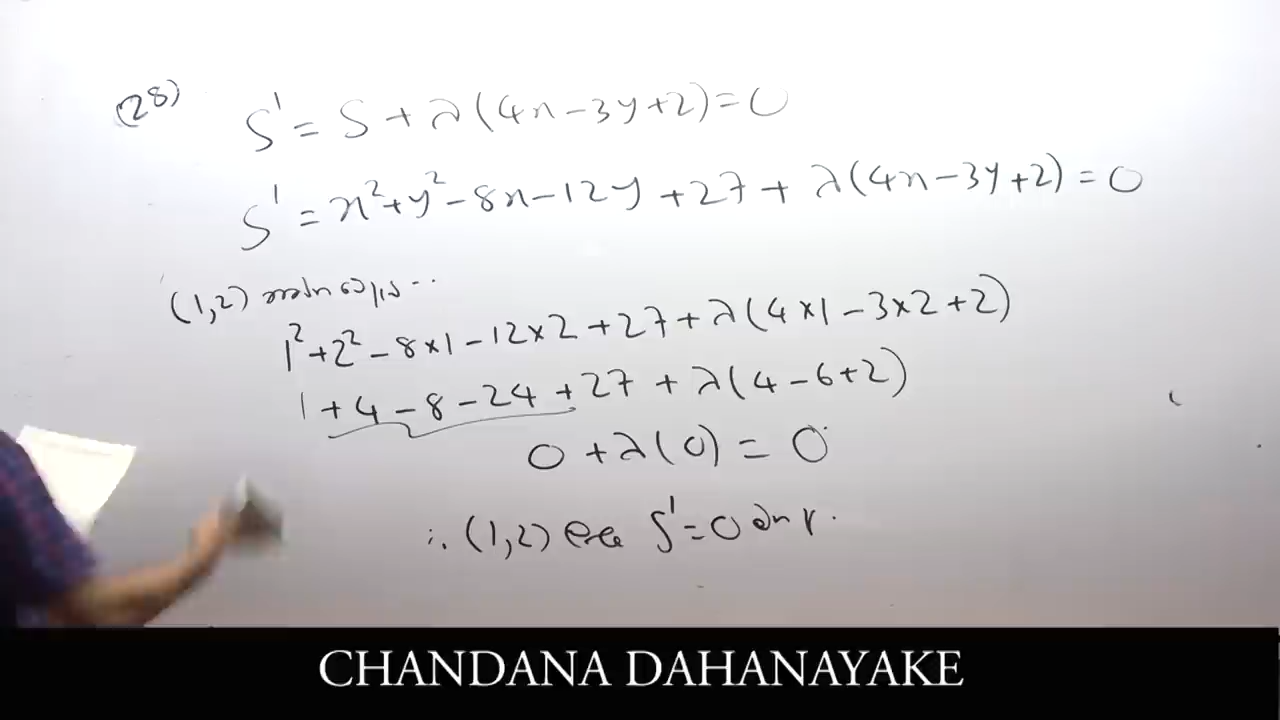 (28) S' = S + λ(4x - 3y + 2) = 0
S' = x² + y² - 8x - 12y + 27 + λ(4x - 3y + 2) = 0
(1,2)
1² + 2² - 8×1 - 12×2 + 27 + λ(4×1 - 3×2 + 2)
1 + 4 - 8 - 24 + 27 + λ(4 - 6 + 2)
0 + λ(0) = 0
∴ (1,2) S' = 0
CHANDANA DAHANAYAKE